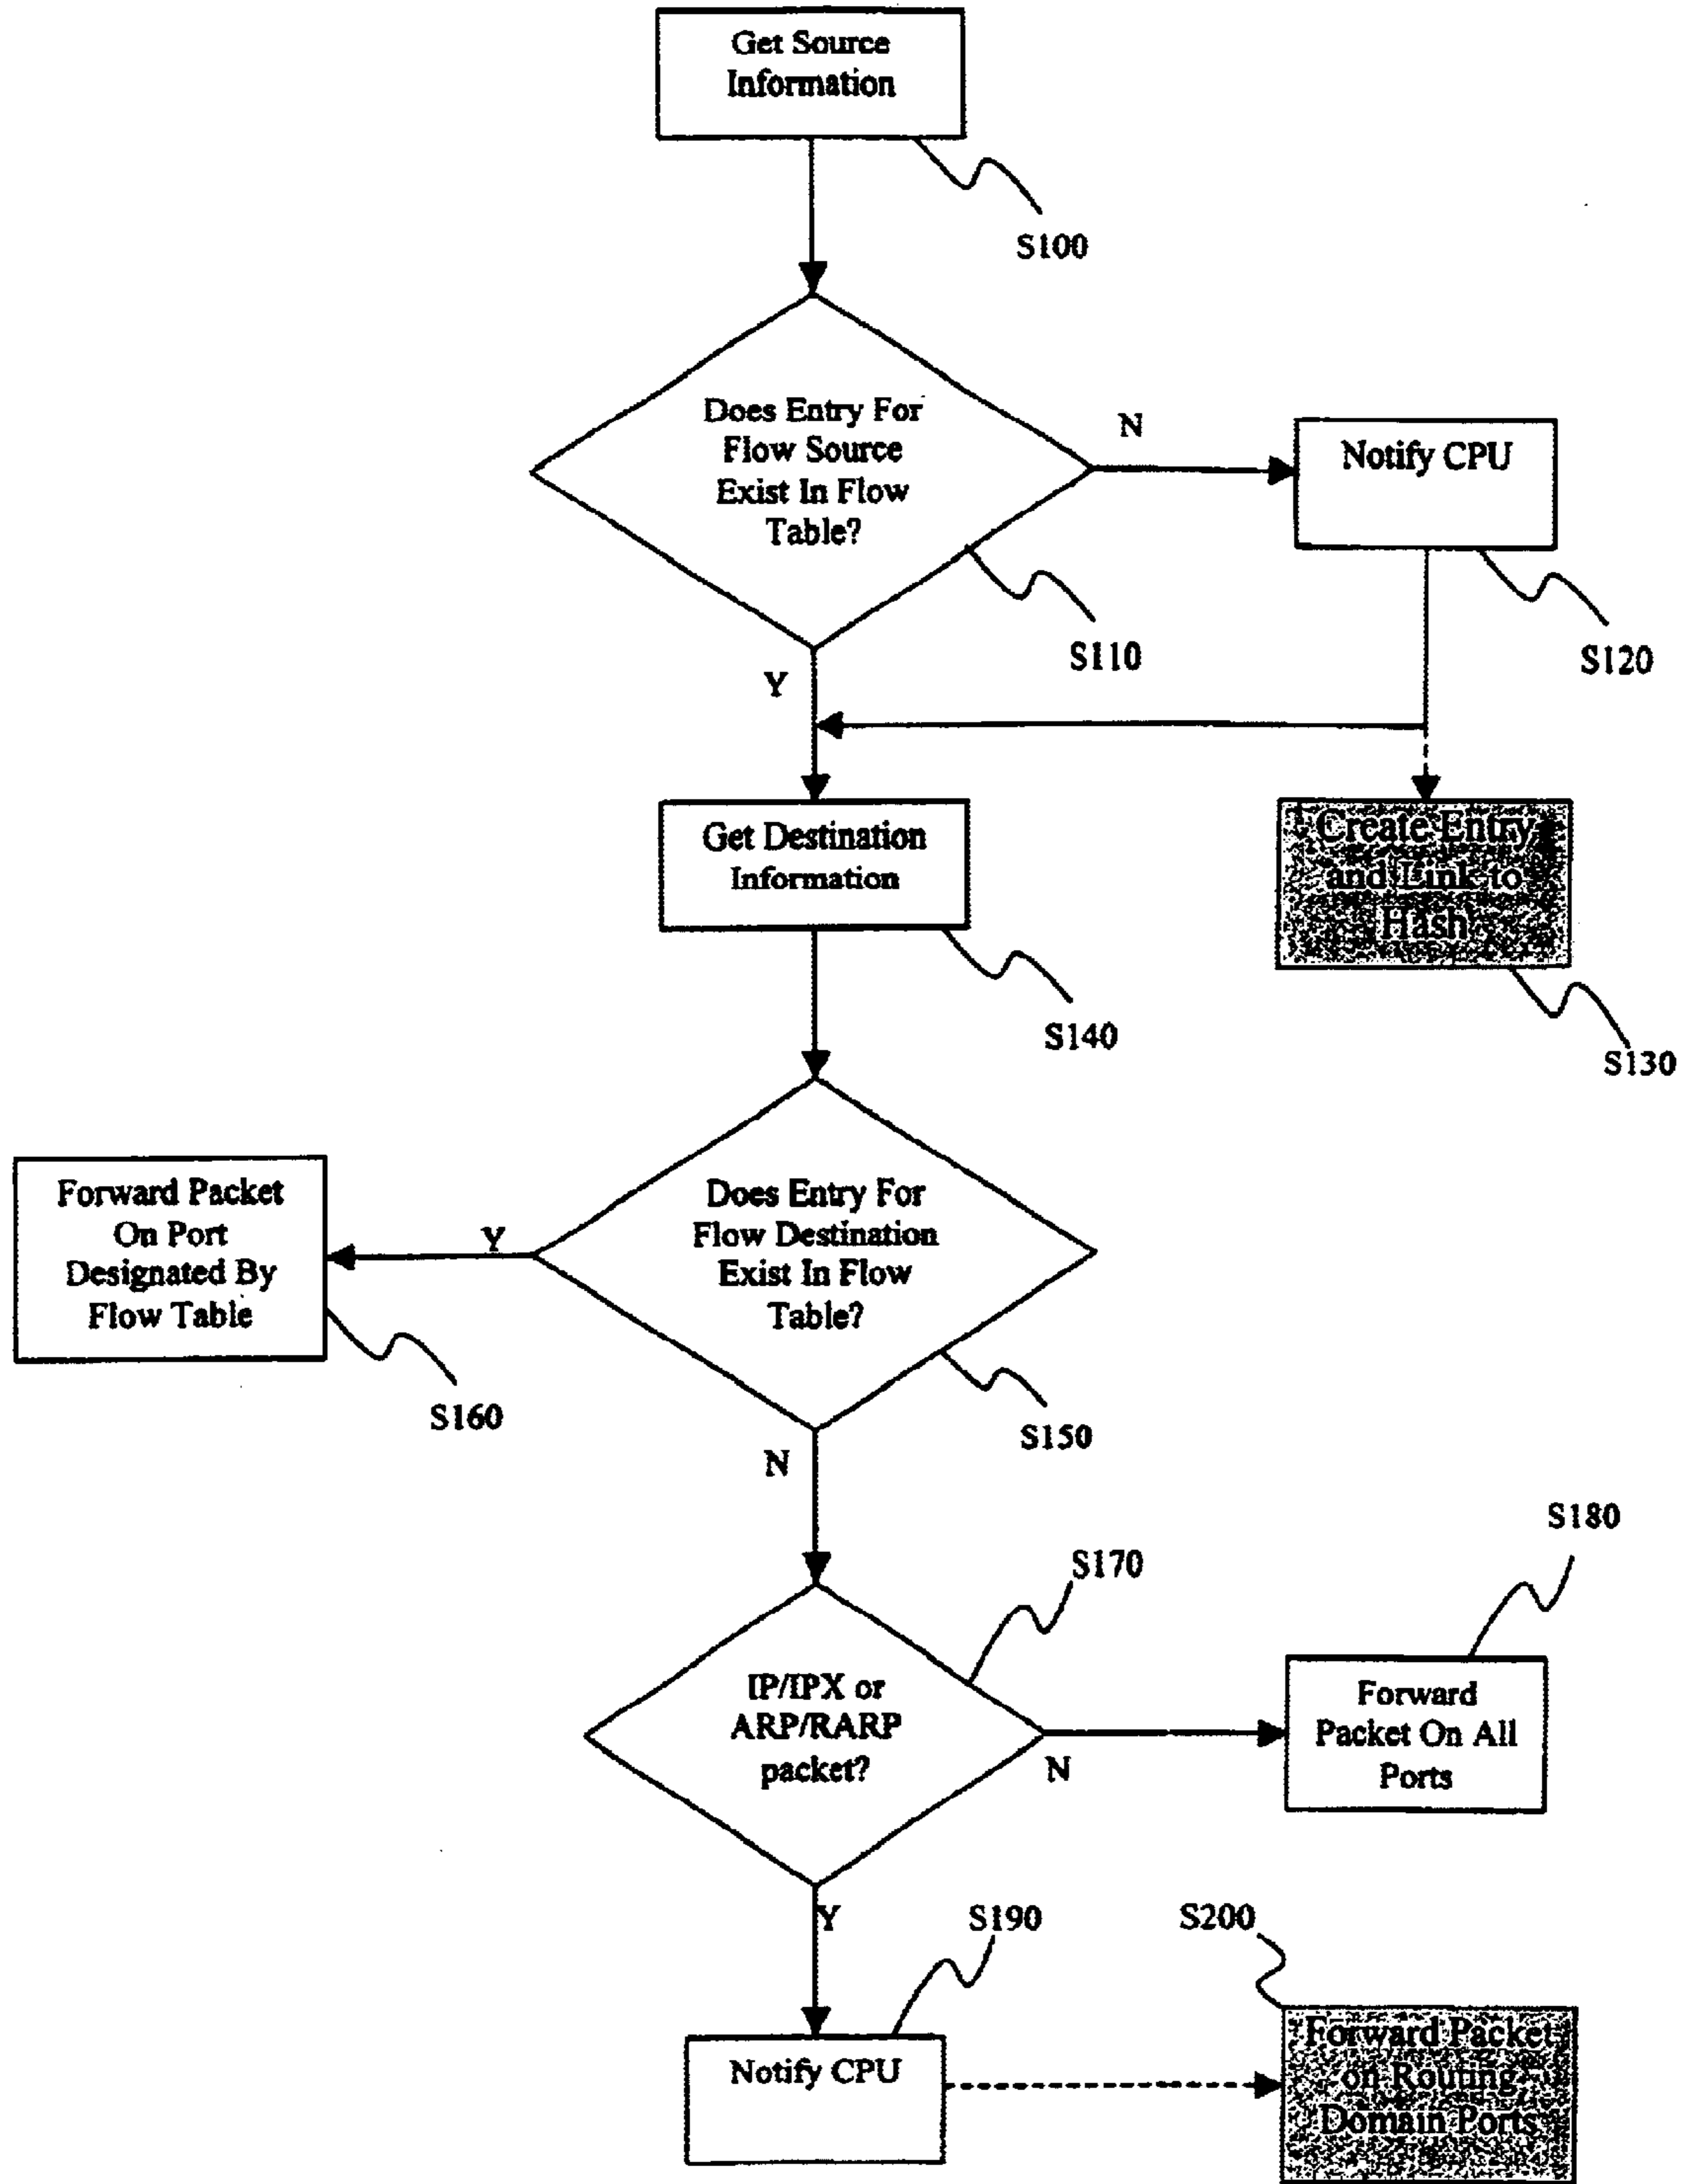 Get Source
Information
S100
Does Entry For
Flow Source
Exist In Flow
Table?
N
Notify CPU
S110
S120
Y
Get Destination
Information
Create Entry
and Link to
Hash
S140
S130
Forward Packet
On Port
Designated By
Flow Table
Y
Does Entry For
Flow Destination
Exist In Flow
Table?
S160
S150
N
S180
S170
IP/IPX or
ARP/RARP
packet?
N
Forward
Packet On All
Ports
Y
S190
S200
Notify CPU
Forward Packet
on Routing
Domain Ports